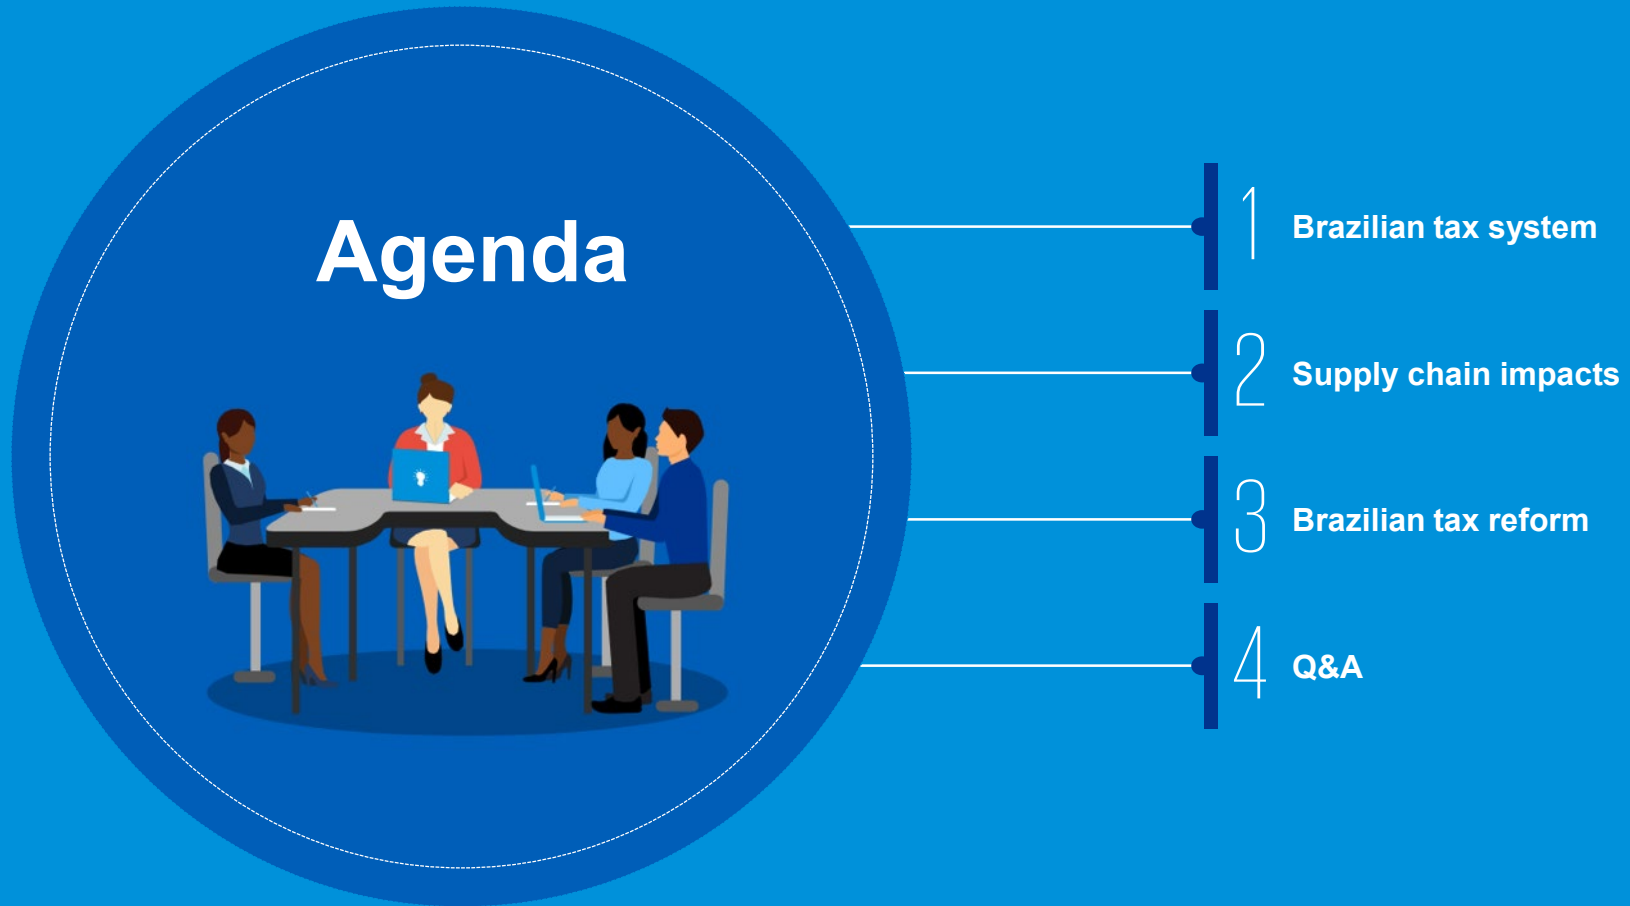 Agenda
1 Brazilian tax system
2 Supply chain impacts
3 Brazilian tax reform
4 Q&A